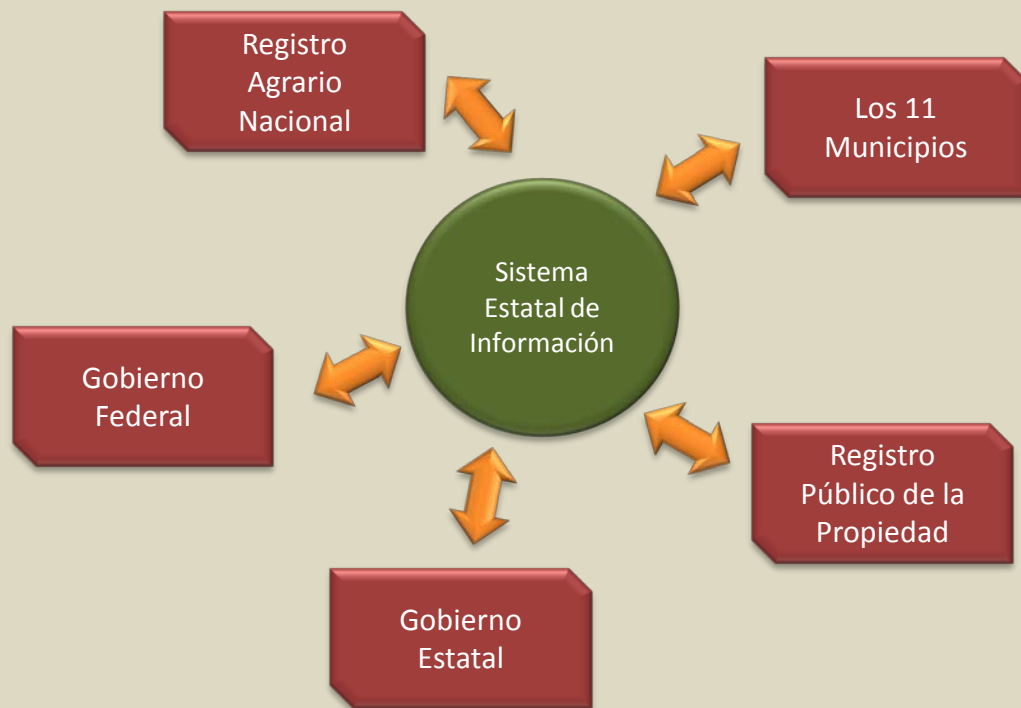 Registro
Agrario
Nacional
Los 11
Municipios
Sistema
Estatal de
Información
Gobierno
Federal
Registro
Público de la
Propiedad
Gobierno
Estatal